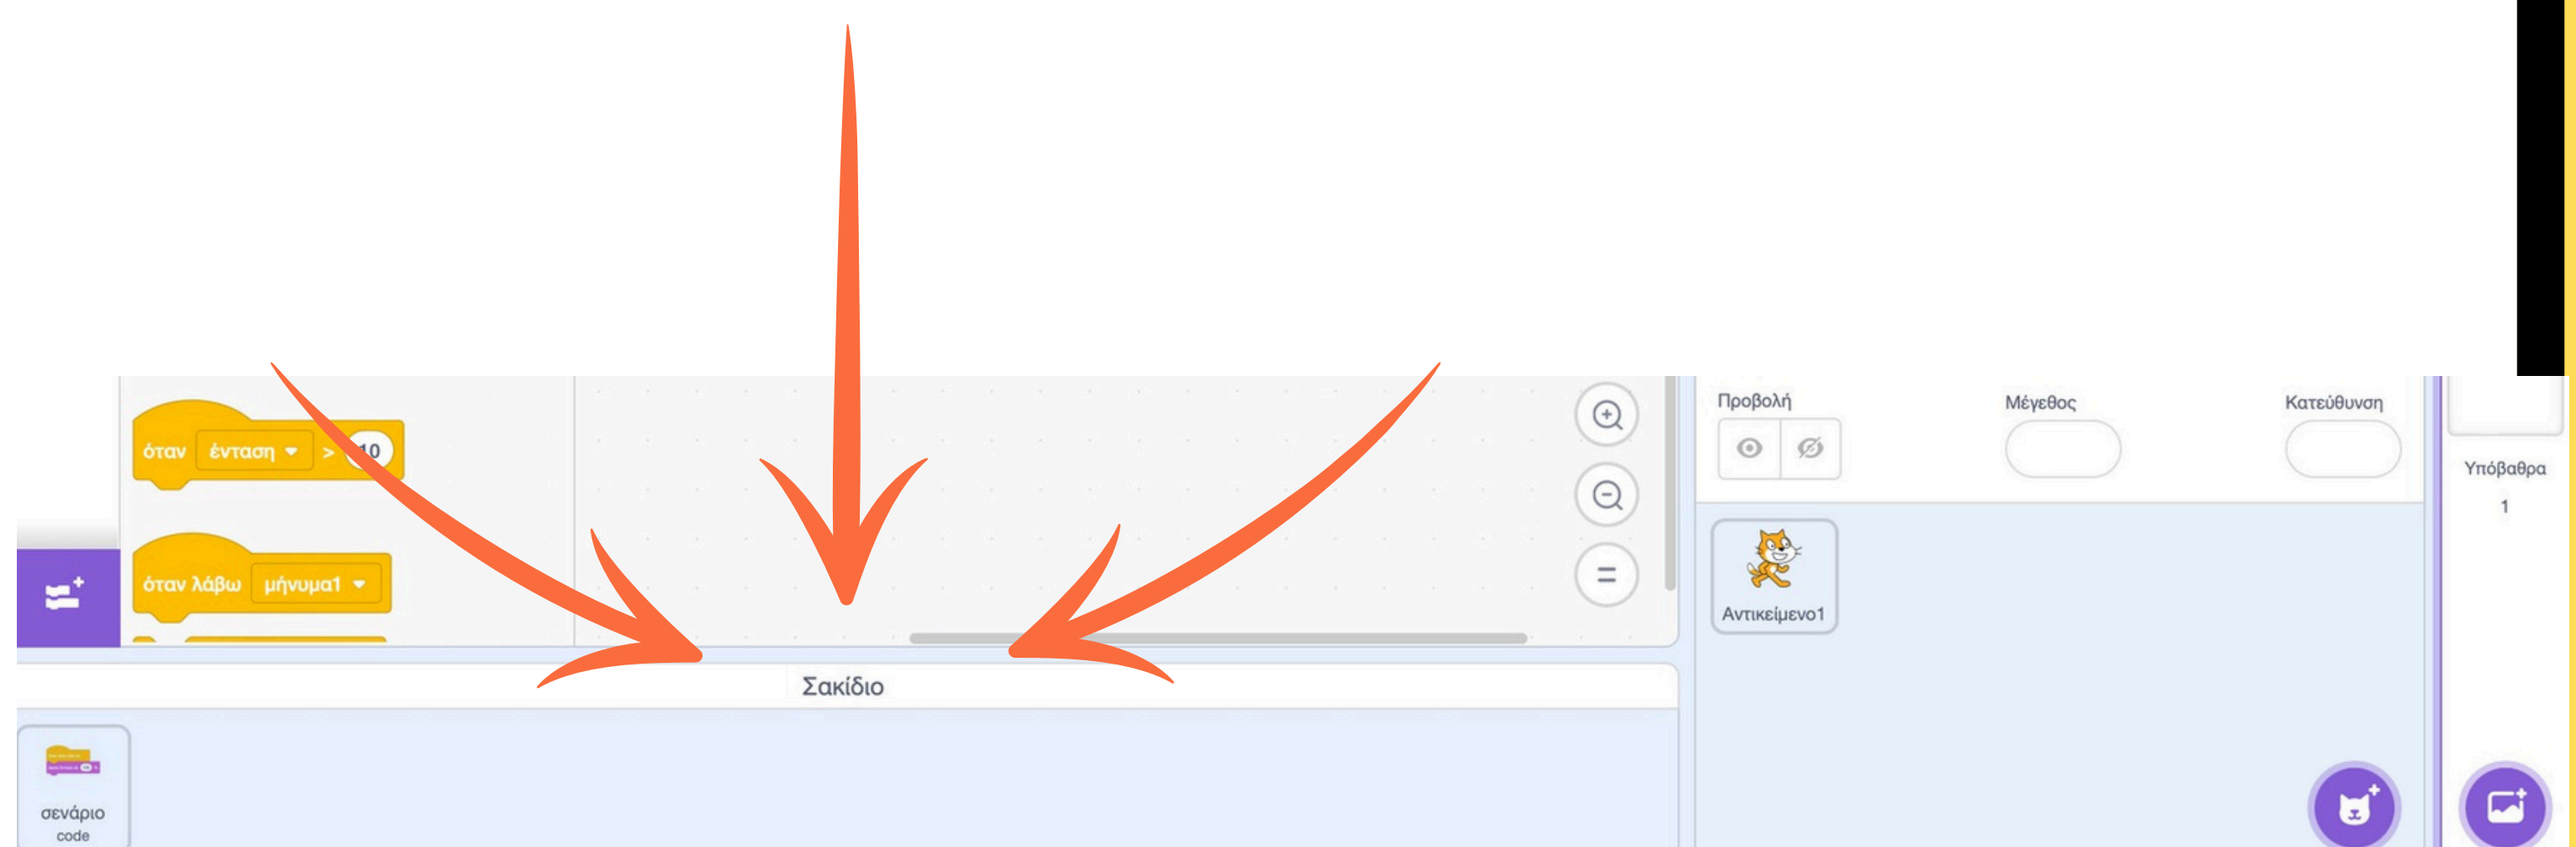 όταν ένταση > 10
όταν λάβω μήνυμα1
Σακίδιο
σενάριο
code
Προβολή
Μέγεθος
Κατεύθυνση
Αντικείμενο1
Υπόβαθρα
1